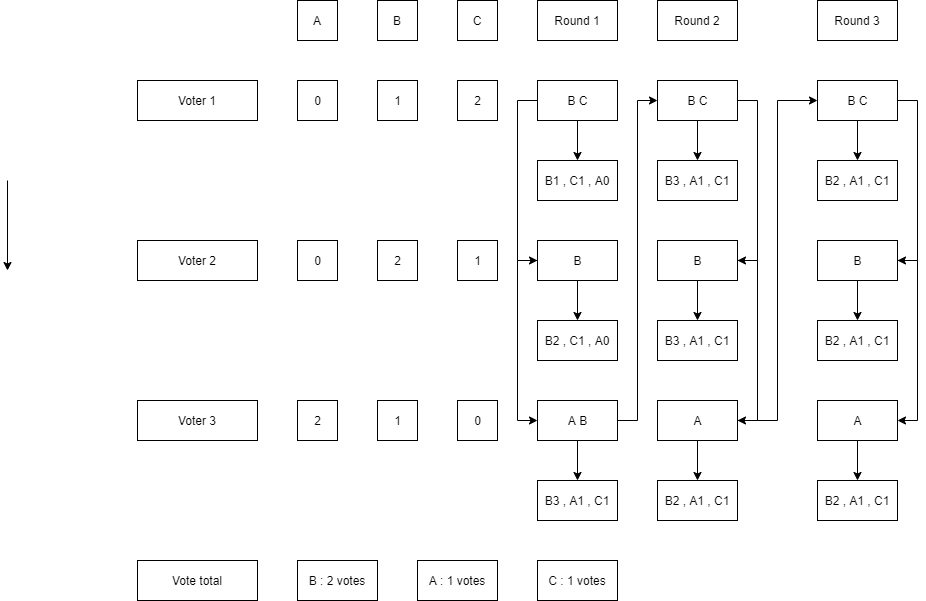 A B C Round 1 Round 2 Round 3
Voter 1 0 1 2 B C B C B C
B1 , C1 , A0 B3 , A1 , C1 B2 , A1 , C1
Voter 2 0 2 1 B B B
B2 , C1 , A0 B3 , A1 , C1 B2 , A1 , C1
Voter 3 2 1 0 A B A A
B3 , A1 , C1 B2 , A1 , C1 B2 , A1 , C1
Vote total B : 2 votes A : 1 votes C : 1 votes